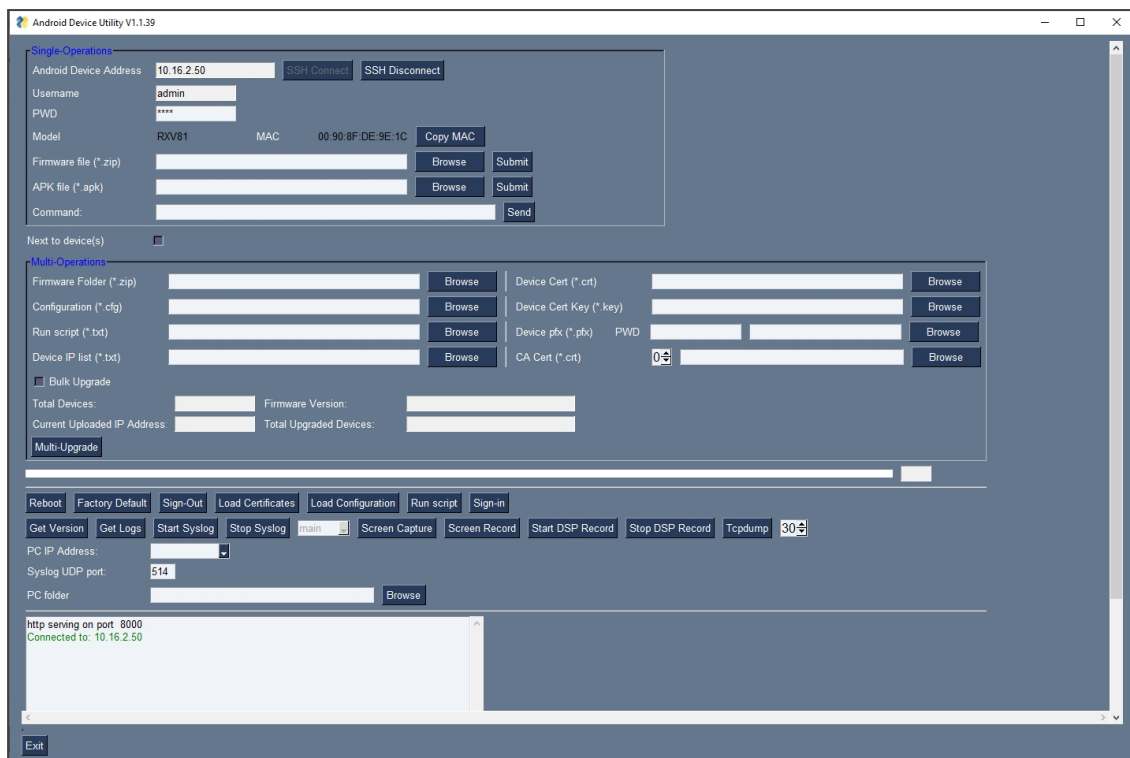 Android Device Utility V1.1.39
Single-Operations
Android Device Address 10.16.2.50 SSH Connect SSH Disconnect
Username admin
PWD ****
Model RXV81 MAC 00:90:8F:DE:9E:1C Copy MAC
Firmware file (*.zip) Browse Submit
APK file (*.apk) Browse Submit
Command: Send
Next to device(s)
Multi-Operations
Firmware Folder (*.zip) Browse Device Cert (*.crt) Browse
Configuration (*.cfg) Browse Device Cert Key (*.key) Browse
Run script (*.txt) Browse Device pfx (*.pfx) PWD Browse
Device IP list (*.txt) Browse CA Cert (*.crt) 0 Browse
Bulk Upgrade
Total Devices: Firmware Version:
Current Uploaded IP Address: Total Upgraded Devices:
Multi-Upgrade
Reboot Factory Default Sign-Out Load Certificates Load Configuration Run script Sign-in
Get Version Get Logs Start Syslog Stop Syslog main Screen Capture Screen Record Start DSP Record Stop DSP Record Tcpdump 30
PC IP Address:
Syslog UDP port: 514
PC folder Browse
http serving on port 8000
Connected to: 10.16.2.50
Exit